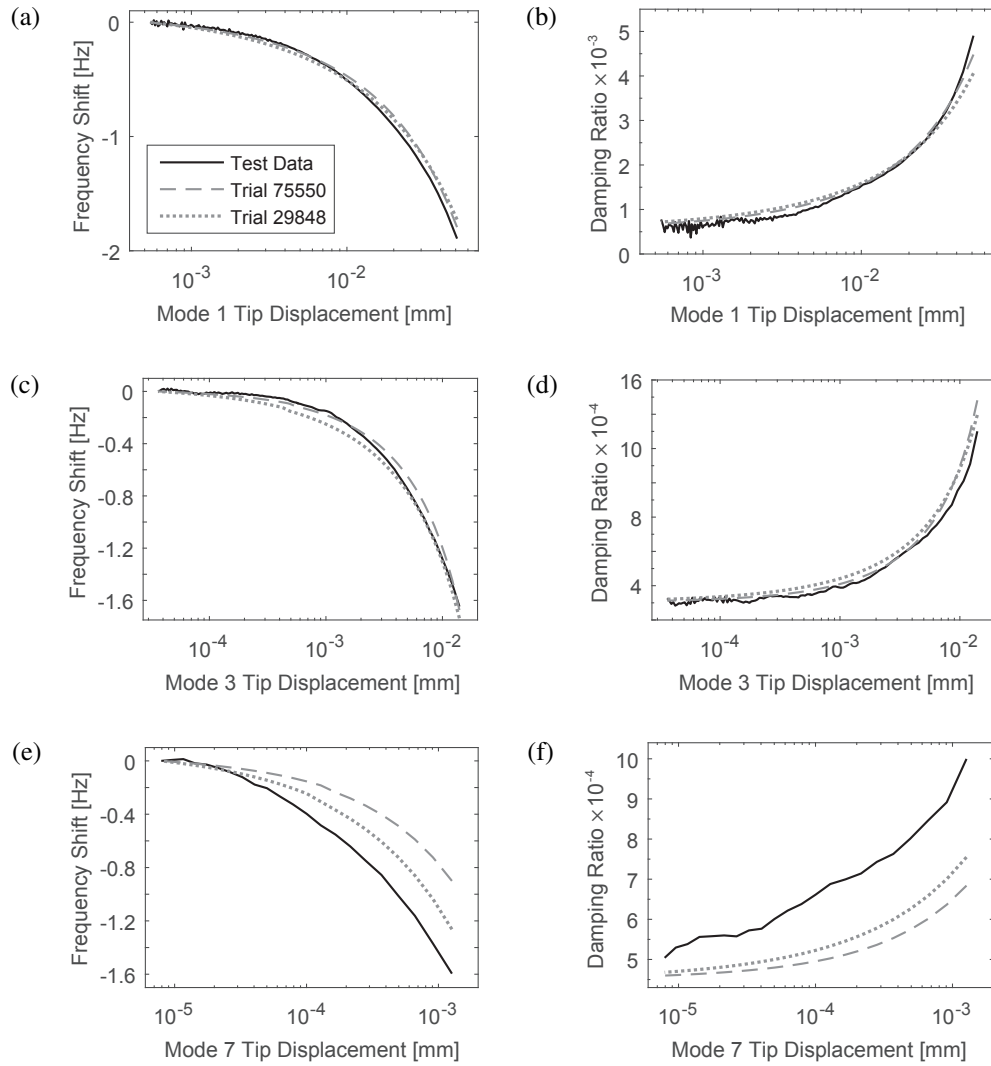 (a)
0
-1
-2
Frequency Shift [Hz]
Test Data
Trial 75550
Trial 29848
10⁻³
10⁻²
Mode 1 Tip Displacement [mm]
(b)
5
4
3
2
1
0
Damping Ratio ×10⁻³
10⁻³
10⁻²
Mode 1 Tip Displacement [mm]
(c)
0
-0.4
-0.8
-1.2
-1.6
Frequency Shift [Hz]
10⁻⁴
10⁻³
10⁻²
Mode 3 Tip Displacement [mm]
(d)
16
10
8
4
Damping Ratio ×10⁻⁴
10⁻⁴
10⁻³
10⁻²
Mode 3 Tip Displacement [mm]
(e)
0
-0.4
-0.8
-1.2
-1.6
Frequency Shift [Hz]
10⁻⁵
10⁻⁴
10⁻³
Mode 7 Tip Displacement [mm]
(f)
10
9
8
7
6
5
4
Damping Ratio ×10⁻⁴
10⁻⁵
10⁻⁴
10⁻³
Mode 7 Tip Displacement [mm]